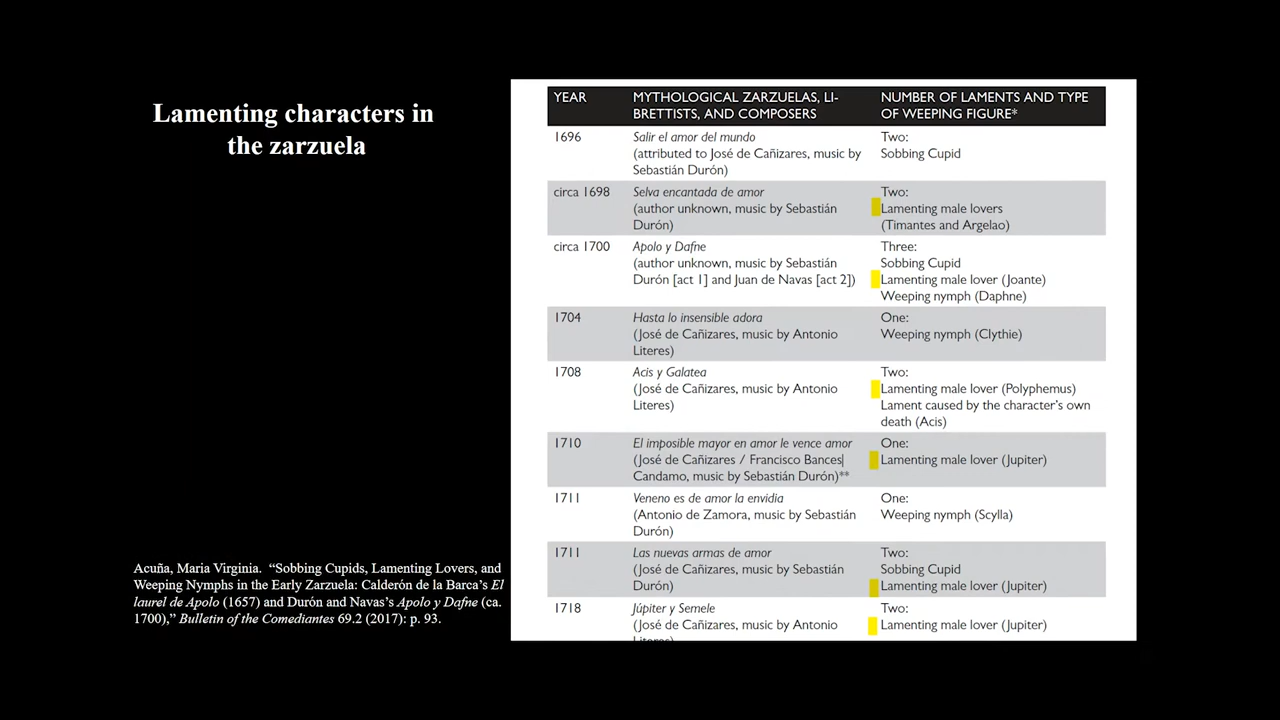 Lamenting characters in
the zarzuela
YEAR
MYTHOLOGICAL ZARZUELAS, LI-
BRETTISTS, AND COMPOSERS
NUMBER OF LAMENTS AND TYPE
OF WEEPING FIGURE*
1696
Salir el amor del mundo
(attributed to José de Cañizares, music by
Sebastián Durón)
Two:
Sobbing Cupid
circa 1698
Selva encantada de amor
(author unknown, music by Sebastián
Durón)
Two:
Lamenting male lovers
(Timantes and Argelao)
circa 1700
Apolo y Dafne
(author unknown, music by Sebastián
Durón [act 1] and Juan de Navas [act 2])
Three:
Sobbing Cupid
Lamenting male lover (Joante)
Weeping nymph (Daphne)
1704
Hasta lo insensible adora
(José de Cañizares, music by Antonio
Literes)
One:
Weeping nymph (Clythie)
1708
Acis y Galatea
(José de Cañizares, music by Antonio
Literes)
Two:
Lamenting male lover (Polyphemus)
Lament caused by the character's own
death (Acis)
1710
El imposible mayor en amor le vence amor
(José de Cañizares / Francisco Bances
Candamo, music by Sebastián Durón)**
One:
Lamenting male lover (Jupiter)
1711
Veneno es de amor la envidia
(Antonio de Zamora, music by Sebastián
Durón)
One:
Weeping nymph (Scylla)
1711
Las nuevas armas de amor
(José de Cañizares, music by Sebastián
Durón)
Two:
Sobbing Cupid
Lamenting male lover (Jupiter)
1718
Júpiter y Semele
(José de Cañizares, music by Antonio
Literes)
Two:
Lamenting male lover (Jupiter)
Acuña, Maria Virginia. “Sobbing Cupids, Lamenting Lovers, and
Weeping Nymphs in the Early Zarzuela: Calderón de la Barca’s El
laurel de Apolo (1657) and Durón and Navas’s Apolo y Dafne (ca.
1700),” Bulletin of the Comediantes 69.2 (2017): p. 93.